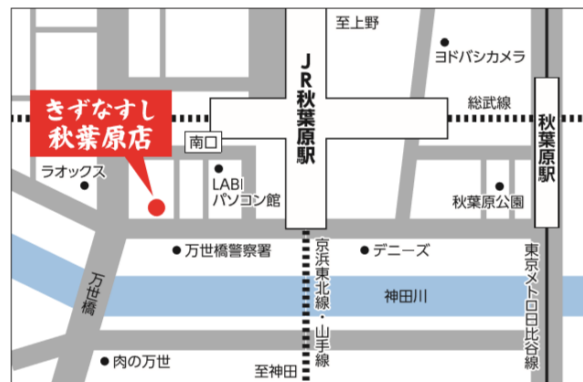 至上野
ヨドバシカメラ
JR秋葉原駅
総武線
秋葉原駅
きずなすし
秋葉原店
南口
ラオックス
LABI
パソコン館
秋葉原公園
万世橋警察署
デニーズ
万世橋
京浜東北線・山手線
神田川
東京メトロ日比谷線
肉の万世
至神田